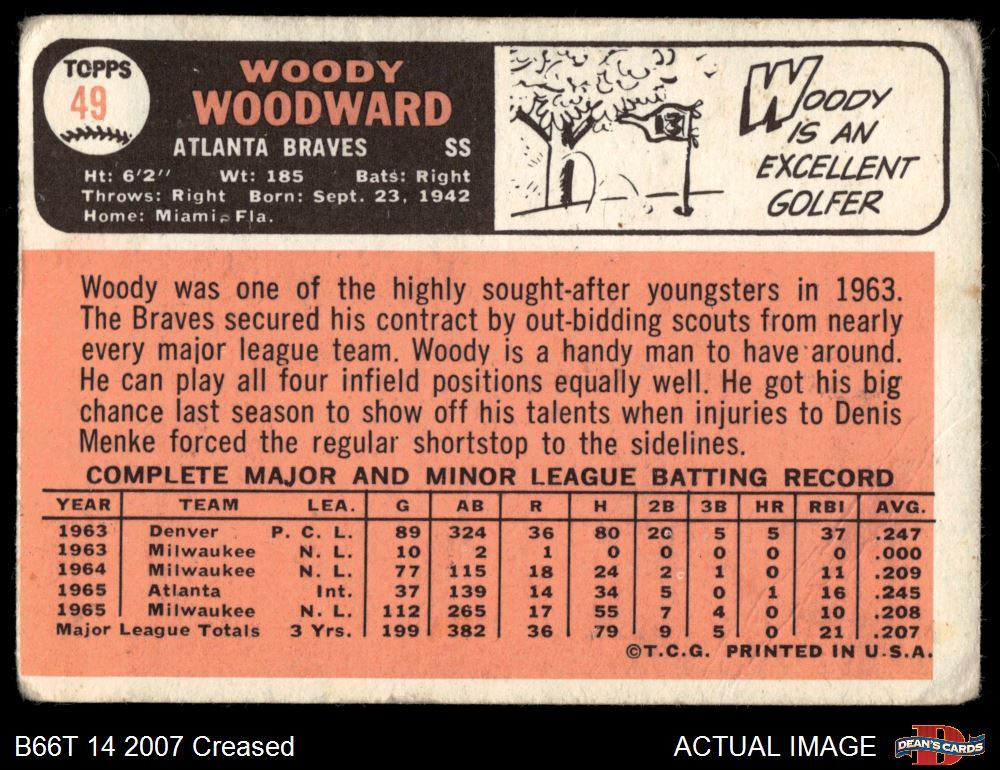 TOPPS
49
WOODY
WOODWARD
ATLANTA BRAVES SS
Ht: 6'2" Wt: 185 Bats: Right
Throws: Right Born: Sept. 23, 1942
Home: Miami, Fla.
13
WOODY
IS AN
EXCELLENT
GOLFER
Woody was one of the highly sought-after youngsters in 1963.
The Braves secured his contract by out-bidding scouts from nearly
every major league team. Woody is a handy man to have around.
He can play all four infield positions equally well. He got his big
chance last season to show off his talents when injuries to Denis
Menke forced the regular shortstop to the sidelines.
COMPLETE MAJOR AND MINOR LEAGUE BATTING RECORD
YEAR TEAM LEA. G AB R H 2B 3B HR RBI AVG.
1963 Denver P. C. L. 89 324 36 80 20 5 5 37 .247
1963 Milwaukee N. L. 10 2 1 0 0 0 0 0 .000
1964 Milwaukee N. L. 77 115 18 24 2 1 0 11 .209
1965 Atlanta Int. 37 139 14 34 5 0 1 16 .245
1965 Milwaukee N. L. 112 265 17 55 7 4 0 10 .208
Major League Totals 3 Yrs. 199 382 36 79 9 5 0 21 .207
©T.C.G. PRINTED IN U.S.A.
B66T 14 2007 Creased
ACTUAL IMAGE
DEAN'S CARDS